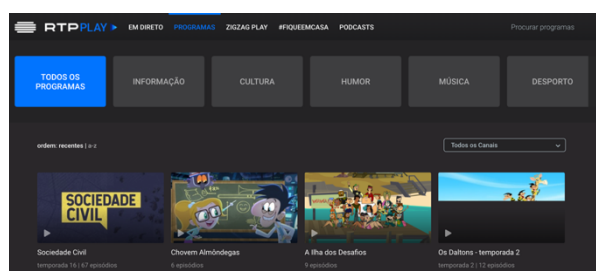 RTPPLAY EM DIRETO PROGRAMAS ZIGZAG PLAY #FIQUEEMCASA PODCASTS Procurar programas
TODOS OS
PROGRAMAS
INFORMAÇÃO
CULTURA
HUMOR
MÚSICA
DESPORTO
ordem: recentes | a-z
Todos os Canais
SOCIEDADE
CIVIL
Sociedade Civil
temporada 16 | 67 episódios
Chovem Almôndegas
6 episódios
A Ilha dos Desafios
9 episódios
Os Daltons - temporada 2
temporada 2 | 12 episódios